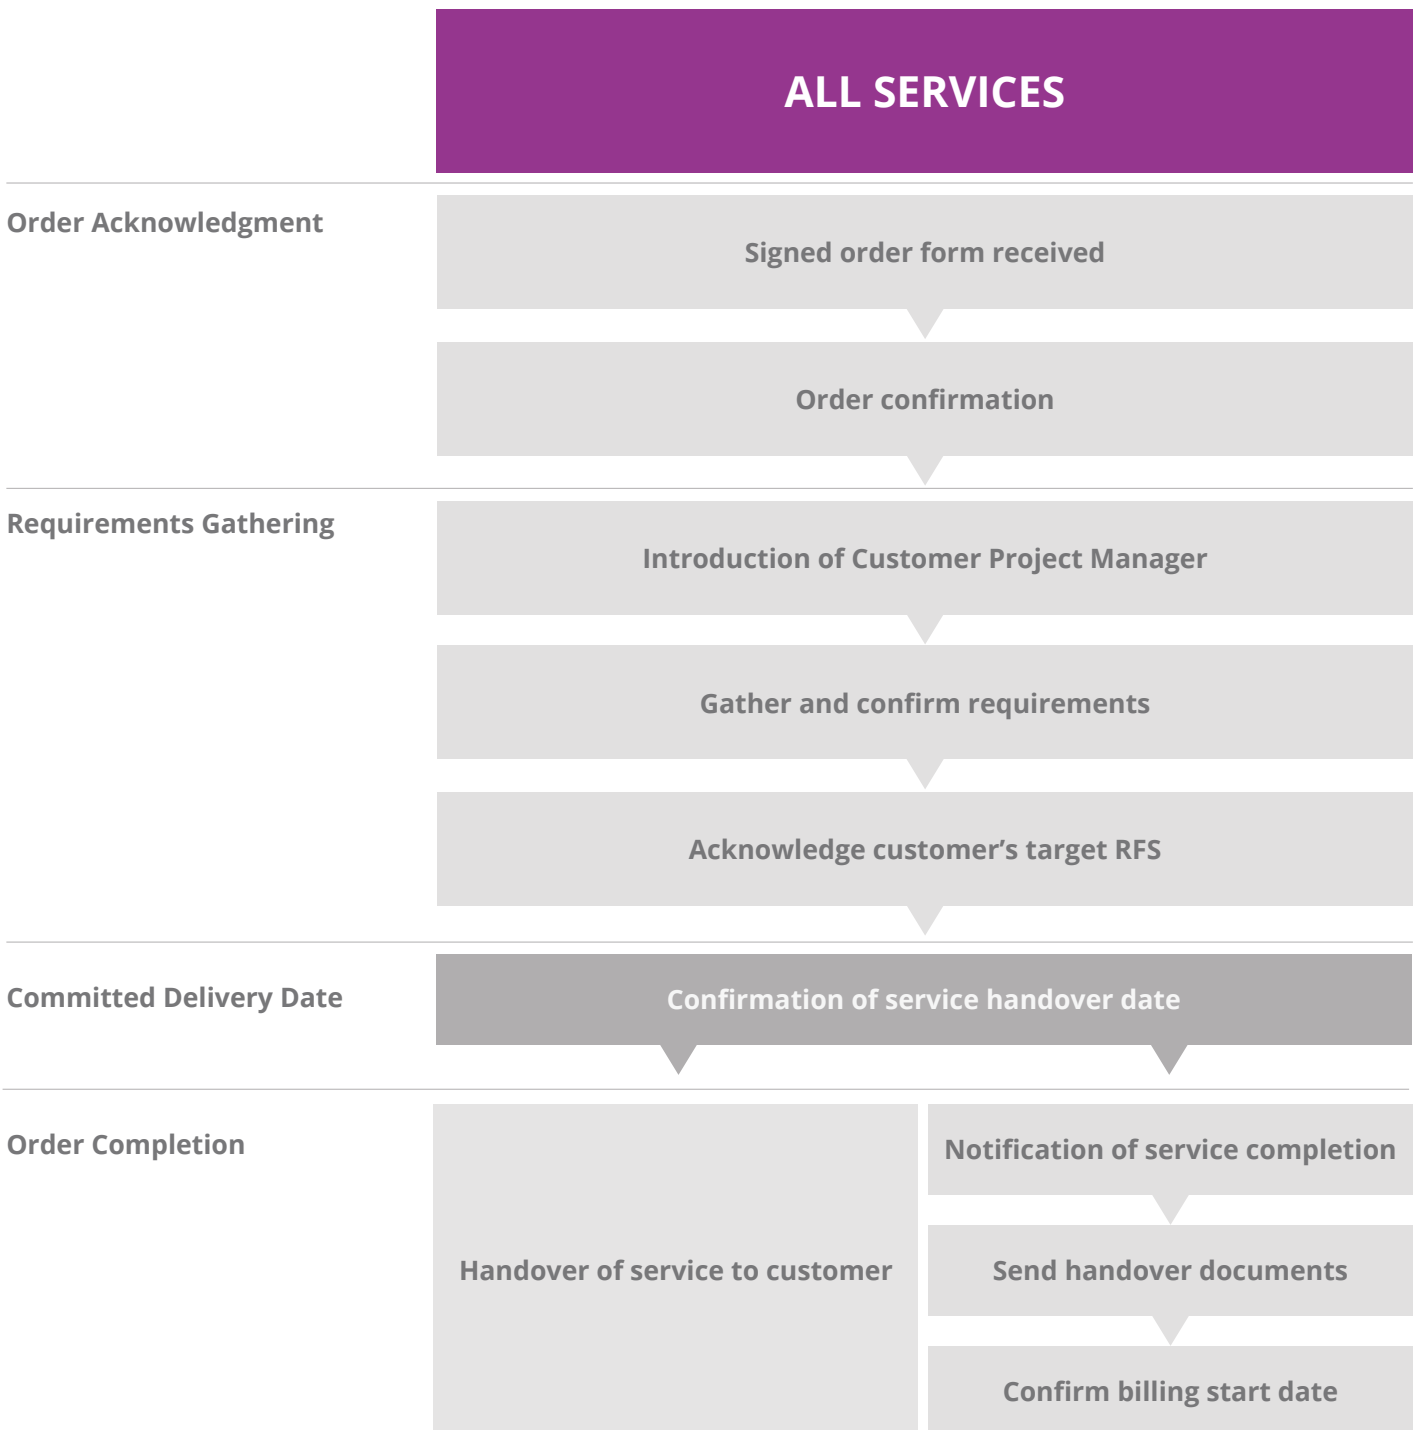 ALL SERVICES
Order Acknowledgment
Signed order form received
Order confirmation
Requirements Gathering
Introduction of Customer Project Manager
Gather and confirm requirements
Acknowledge customer’s target RFS
Committed Delivery Date
Confirmation of service handover date
Order Completion
Handover of service to customer
Notification of service completion
Send handover documents
Confirm billing start date